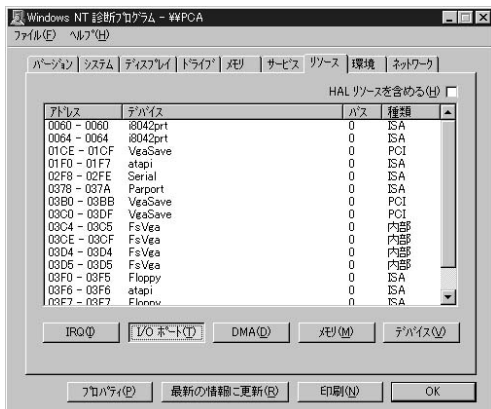 Windows NT 診断プログラム - ¥¥PCA
ファイル(F) ヘルプ(H)
バージョン システム ディスプレイ ドライブ メモリ サービス リソース 環境 ネットワーク
HAL リソースを含める(H)
アドレス デバイス バス 種類
0060 - 0060 i8042prt 0 ISA
0064 - 0064 i8042prt 0 ISA
01CE - 01CF VgaSave 0 PCI
01F0 - 01F7 atapi 0 ISA
02F8 - 02FE Serial 0 ISA
0378 - 037A Parport 0 ISA
03B0 - 03BB VgaSave 0 PCI
03C0 - 03DF VgaSave 0 PCI
03C4 - 03C5 FsVga 0 内部
03CE - 03CF FsVga 0 内部
03D4 - 03D4 FsVga 0 内部
03D5 - 03D5 FsVga 0 内部
03F0 - 03F5 Floppy 0 ISA
03F6 - 03F6 atapi 0 ISA
03F7 - 03F7 Floppy 0 ISA
IRQ(I) I/O ポート(T) DMA(D) メモリ(M) デバイス(V)
プロパティ(P) 最新の情報に更新(R) 印刷(N) OK